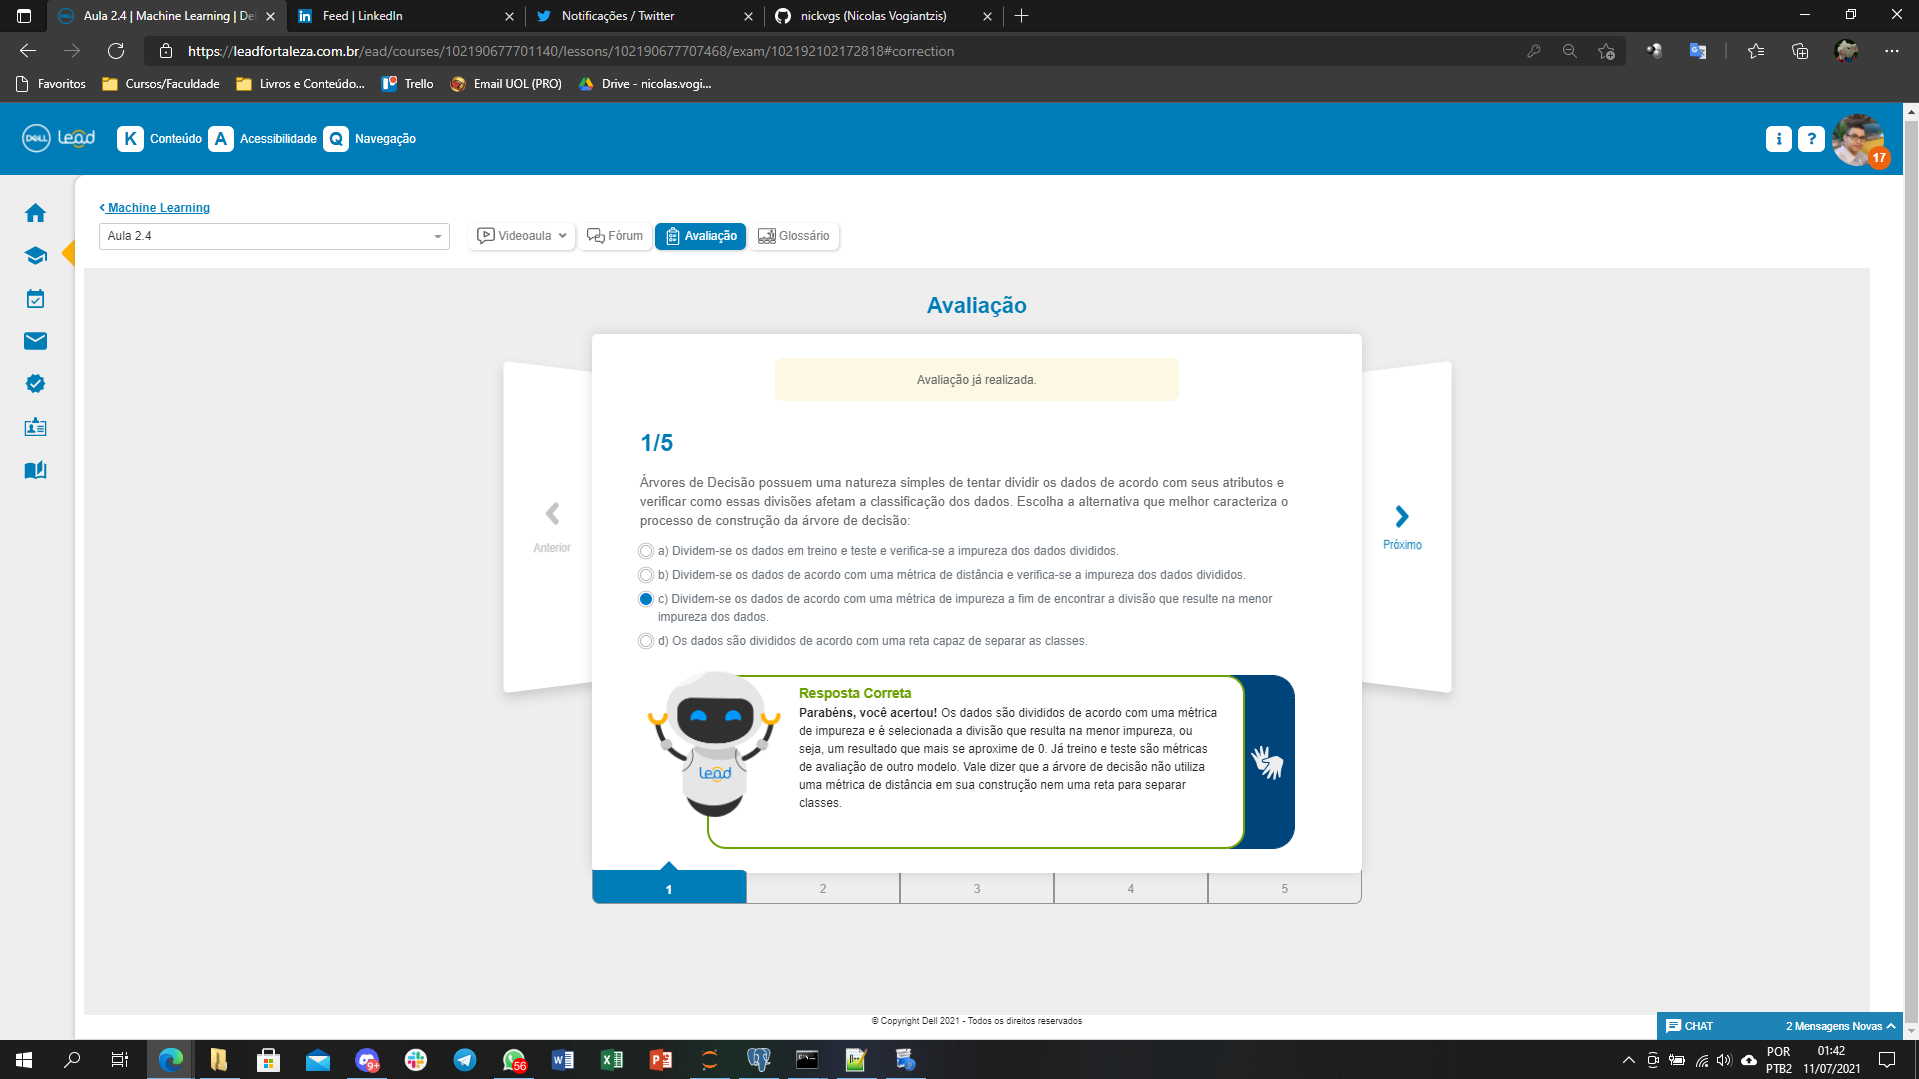 Aula 2.4 | Machine Learning | De
Feed | LinkedIn
Notificações / Twitter
nickvgs (Nicolas Vogiantzis)
https://leadfortaleza.com.br/ead/courses/102190677701140/lessons/102190677707468/exam/102192102172818#correction
Favoritos
Cursos/Faculdade
Livros e Conteúdo...
Trello
Email UOL (PRO)
Drive - nicolas.vogi...
DELL Lead
K Conteúdo A Acessibilidade Q Navegação
i ?
17
Machine Learning
Aula 2.4
Videoaula
Fórum
Avaliação
Glossário
Avaliação
Avaliação já realizada.
1/5
Árvores de Decisão possuem uma natureza simples de tentar dividir os dados de acordo com seus atributos e
verificar como essas divisões afetam a classificação dos dados. Escolha a alternativa que melhor caracteriza o
processo de construção da árvore de decisão:
a) Dividem-se os dados em treino e teste e verifica-se a impureza dos dados divididos.
b) Dividem-se os dados de acordo com uma métrica de distância e verifica-se a impureza dos dados divididos.
c) Dividem-se os dados de acordo com uma métrica de impureza a fim de encontrar a divisão que resulte na menor
impureza dos dados.
d) Os dados são divididos de acordo com uma reta capaz de separar as classes.
Anterior
Próximo
Lead
Resposta Correta
Parabéns, você acertou! Os dados são divididos de acordo com uma métrica
de impureza e é selecionada a divisão que resulta na menor impureza, ou
seja, um resultado que mais se aproxime de 0. Já treino e teste são métricas
de avaliação de outro modelo. Vale dizer que a árvore de decisão não utiliza
uma métrica de distância em sua construção nem uma reta para separar
classes.
1 2 3 4 5
© Copyright Dell 2021 - Todos os direitos reservados
CHAT
2 Mensagens Novas
9+
56
POR
PTB2
01:42
11/07/2021